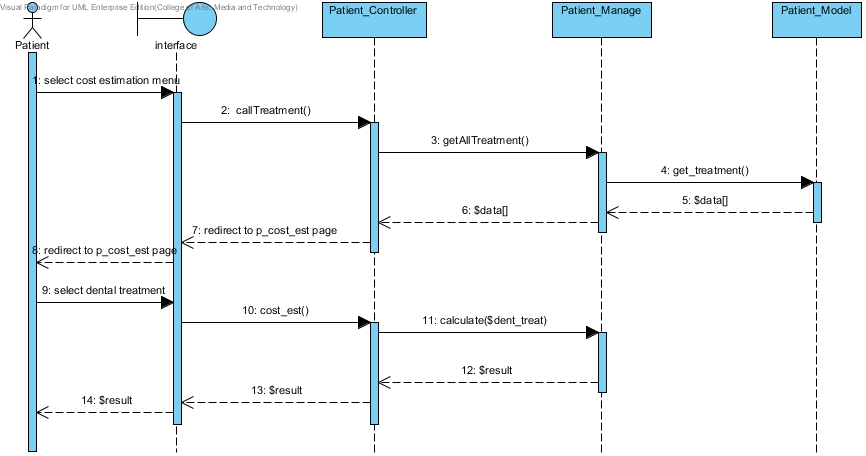 Visual Paradigm for UML Enterprise Edition(College of Arts, Media and Technology)
Patient
interface
Patient_Controller
Patient_Manage
Patient_Model
1: select cost estimation menu
2: callTreatment()
3: getAllTreatment()
4: get_treatment()
5: $data[]
6: $data[]
7: redirect to p_cost_est page
8: redirect to p_cost_est page
9: select dental treatment
10: cost_est()
11: calculate($dent_treat)
12: $result
13: $result
14: $result